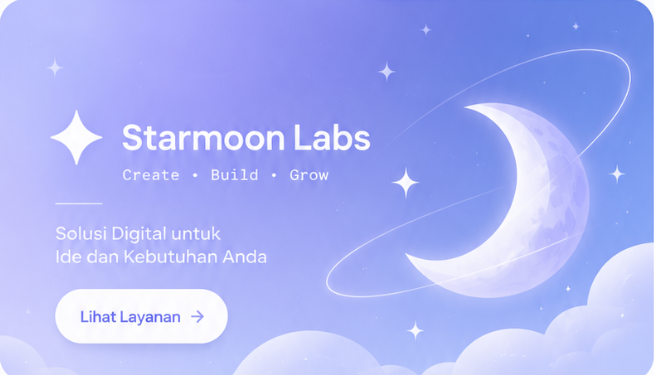 Starmoon Labs
Create • Build • Grow
Solusi Digital untuk
Ide dan Kebutuhan Anda
Lihat Layanan →